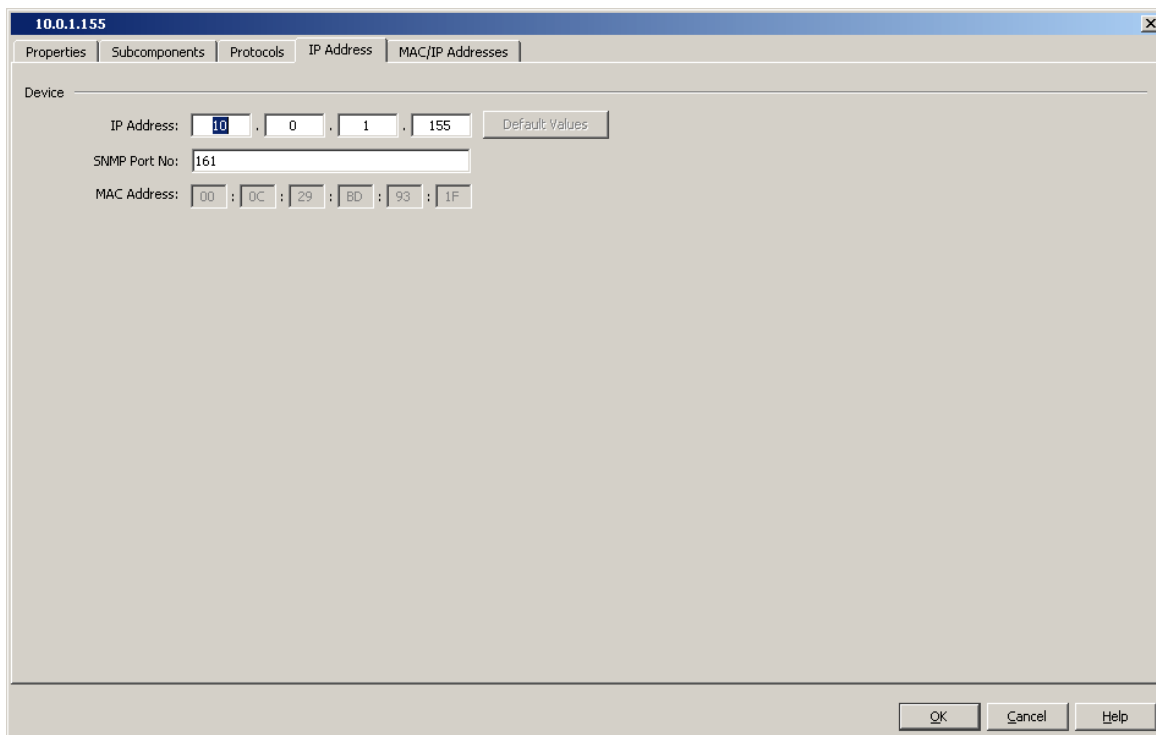 10.0.1.155
Properties Subcomponents Protocols IP Address MAC/IP Addresses
Device
IP Address: 10 . 0 . 1 . 155 Default Values
SNMP Port No: 161
MAC Address: 00 : 0C : 29 : BD : 93 : 1F
OK Cancel Help